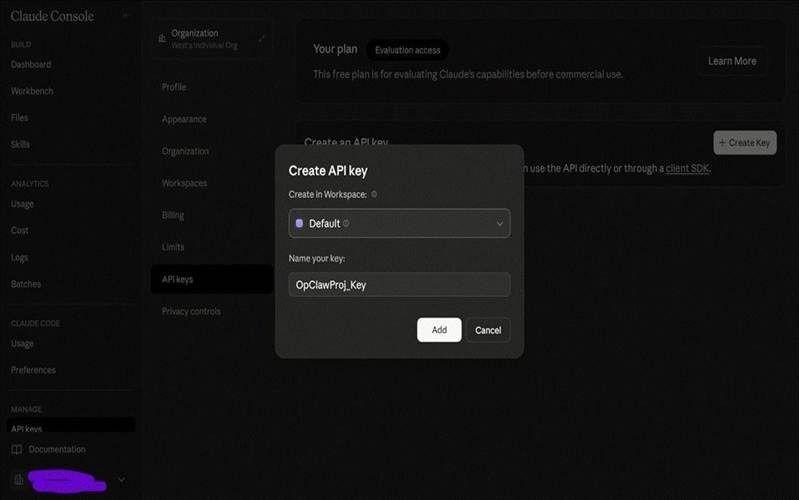 Claude Console
BUILD
Dashboard
Workbench
Files
Skills
ANALYTICS
Usage
Cost
Logs
Batches
CLAUDE CODE
Usage
Preferences
MANAGE
API keys
Documentation
Organization
West's Individual Org
Profile
Appearance
Organization
Workspaces
Billing
Limits
API keys
Privacy controls
Your plan Evaluation access
This free plan is for evaluating Claude's capabilities before commercial use.
Learn More
Create an API key
+ Create Key
use the API directly or through a client SDK.
Create API key
Create in Workspace:
Default
Name your key:
OpClawProj_Key
Add Cancel